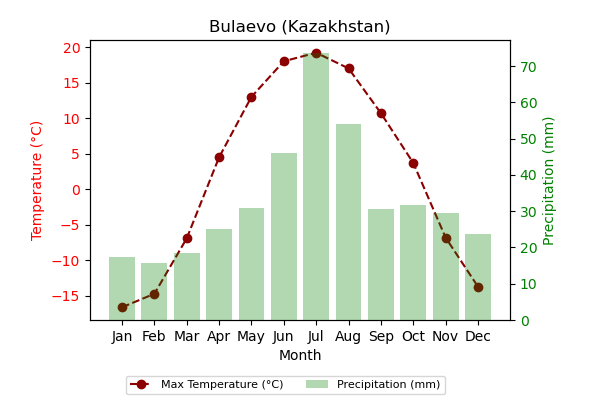 Bulaevo (Kazakhstan)
Temperature (°C)
20
15
10
5
0
−5
−10
−15
70
60
50
40
30
20
10
0
Precipitation (mm)
Jan Feb Mar Apr May Jun Jul Aug Sep Oct Nov Dec
Month
Max Temperature (°C) Precipitation (mm)